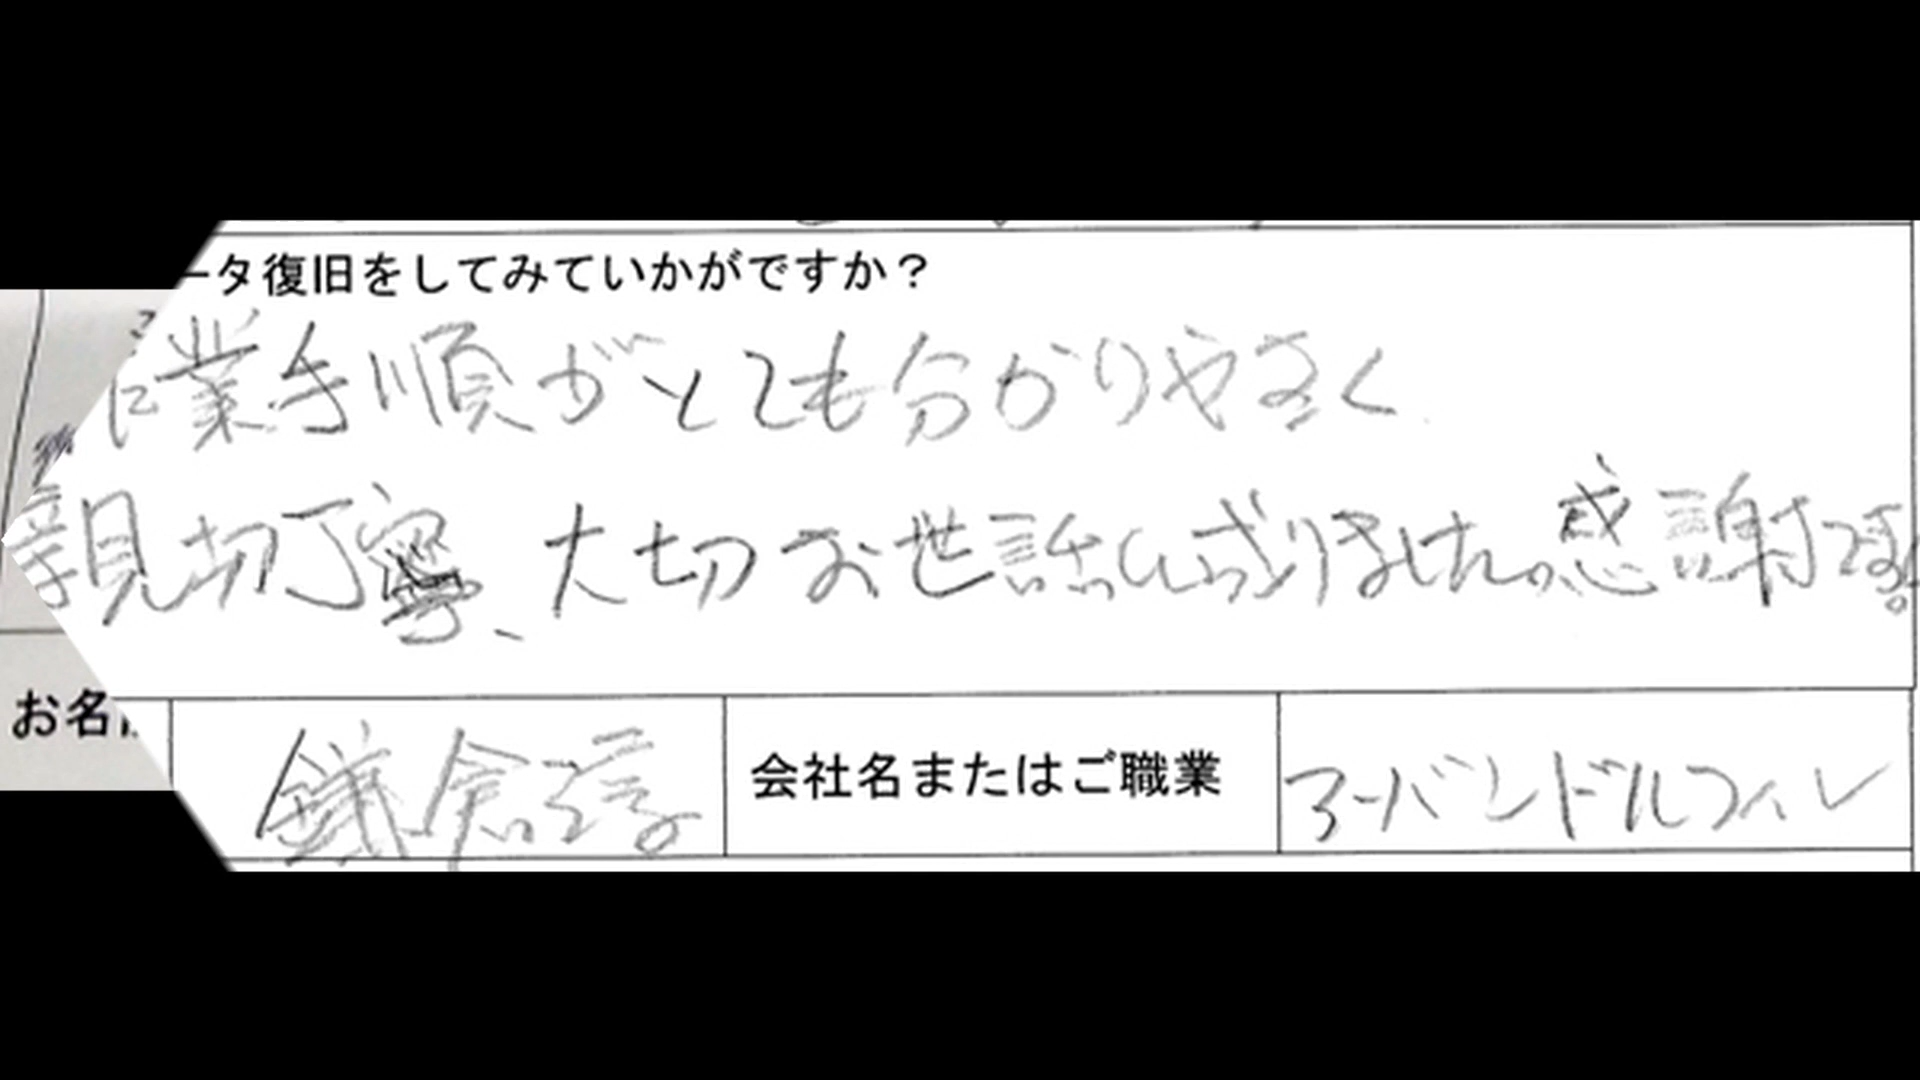 ータ復旧をしてみていかがですか？
業手順がとても分かりやすく
親切丁寧、大切お世話に成りました。感謝です。
お名
鎌倉淳
会社名またはご職業
アーバンドルフィン